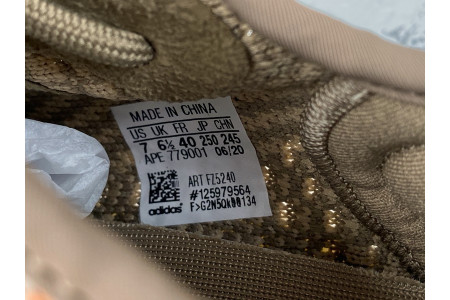 MADE IN CHINA
US UK FR JP CHN
7 6½ 40 250 245
APE 779001 06/20
ART FZ5240
#125979564
adidas F>G2N5QK00134